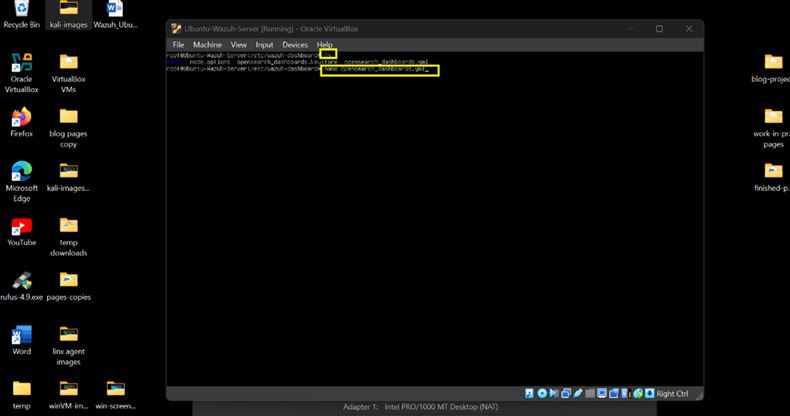 Recycle Bin
kali-images
Wazuh_Ubu...
Oracle
VirtualBox
VirtualBox
VMs
Firefox
blog pages
copy
Microsoft
Edge
kali-images...
YouTube
temp
downloads
rufus-4.9.exe
pages-copies
Word
linx agent
images
temp
winVM-im...
win-screen...
Ubuntu-Wazuh-Server [Running] - Oracle VirtualBox
File Machine View Input Devices Help
root@Ubuntu-Wazuh-Server:/etc/wazuh-dashboard# ls
node.options opensearch_dashboards.keystore opensearch_dashboards.yml
root@Ubuntu-Wazuh-Server:/etc/wazuh-dashboard# nano opensearch_dashboards.yml_
Right Ctrl
Adapter 1: Intel PRO/1000 MT Desktop (NAT)
blog-projec
work-in-pr...
pages
finished-p...